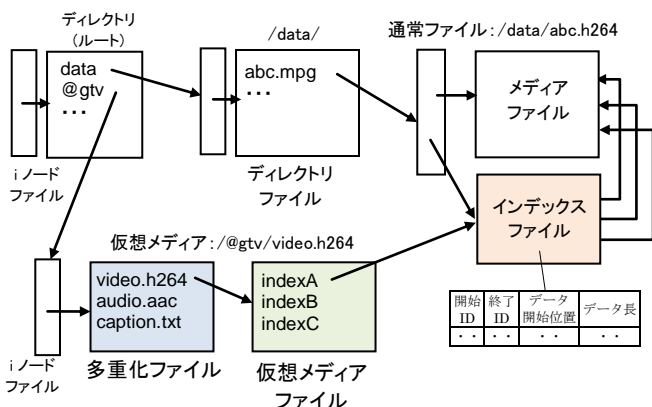 ディレクトリ
(ルート)
data
@gtv
・・・
iノード
ファイル
/data/
abc.mpg
・・・
ディレクトリ
ファイル
通常ファイル:/data/abc.h264
メディア
ファイル
インデックス
ファイル
開始
ID
終了
ID
データ
開始位置
データ長
・・
・・
・・
・・
仮想メディア:/@gtv/video.h264
video.h264
audio.aac
caption.txt
indexA
indexB
indexC
iノード
ファイル
多重化ファイル
仮想メディア
ファイル